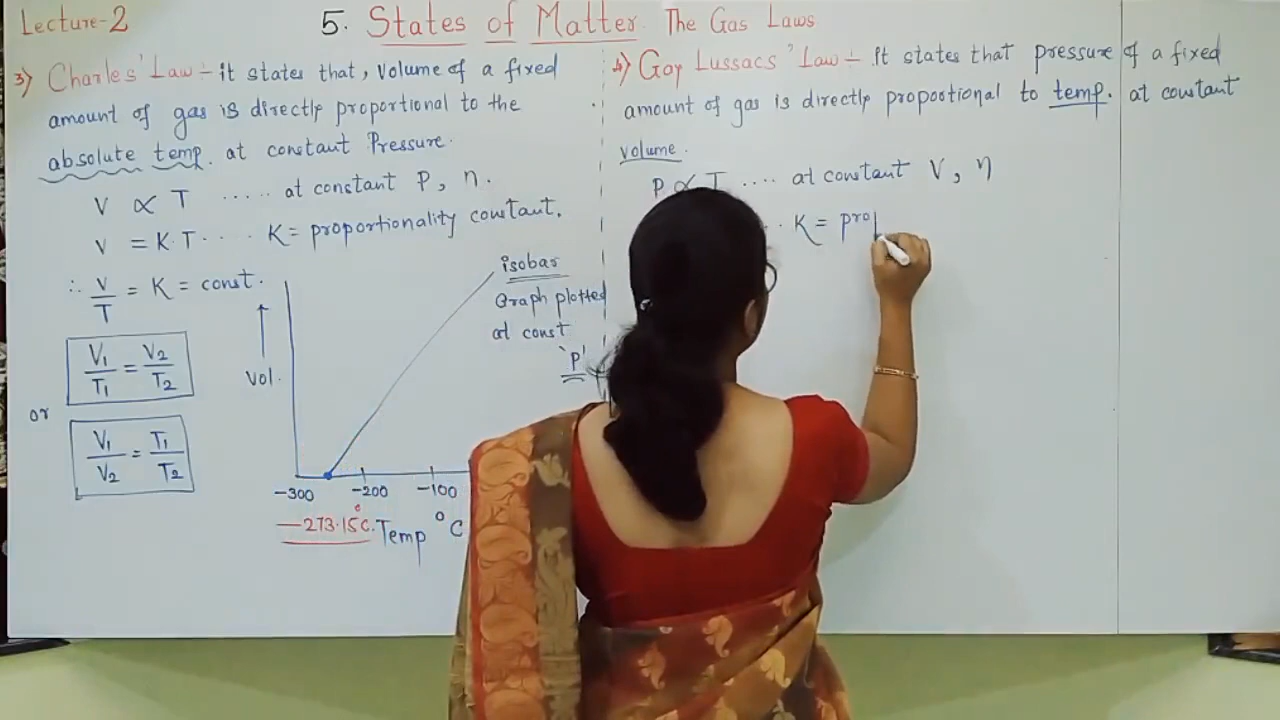 Lecture-2
5. States of Matter. The Gas Laws
3) Charles' Law - it states that, Volume of a fixed
amount of gas is directly proportional to the
absolute temp. at constant Pressure.
V ∝ T ..... at constant P, n.
V = K.T.... K = proportionality constant.
∴ V/T = K = const.
V1/T1 = V2/T2
or
V1/V2 = T1/T2
Vol.
isobar
Graph plotted
at const
'P'
-300 -200 -100
-273.15°C. Temp °C
4) Gay Lussacs' Law - it states that pressure of a fixed
amount of gas is directly propostional to temp. at constant
volume.
P ∝ T .... at constant V, n
K = prop